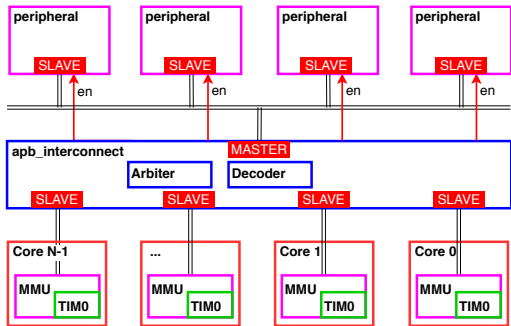 peripheral peripheral peripheral peripheral
SLAVE SLAVE SLAVE SLAVE
en en en en
apb_interconnect MASTER
Arbiter Decoder
SLAVE SLAVE SLAVE SLAVE
Core N-1 ... Core 1 Core 0
MMU MMU MMU MMU
TIM0 TIM0 TIM0 TIM0